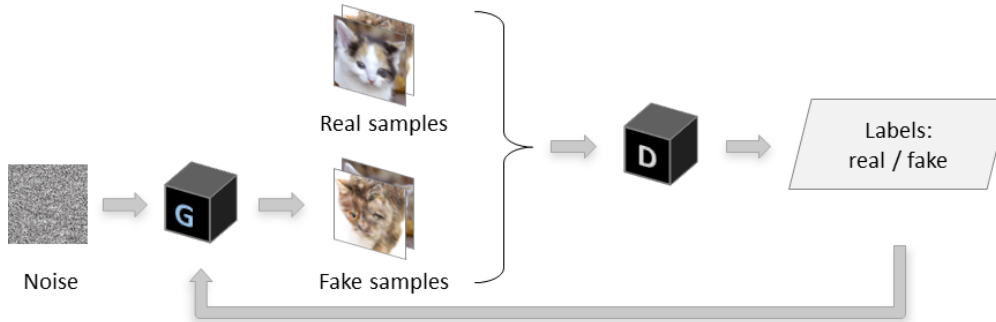 Real samples
D
Labels:
real / fake
G
Noise
Fake samples